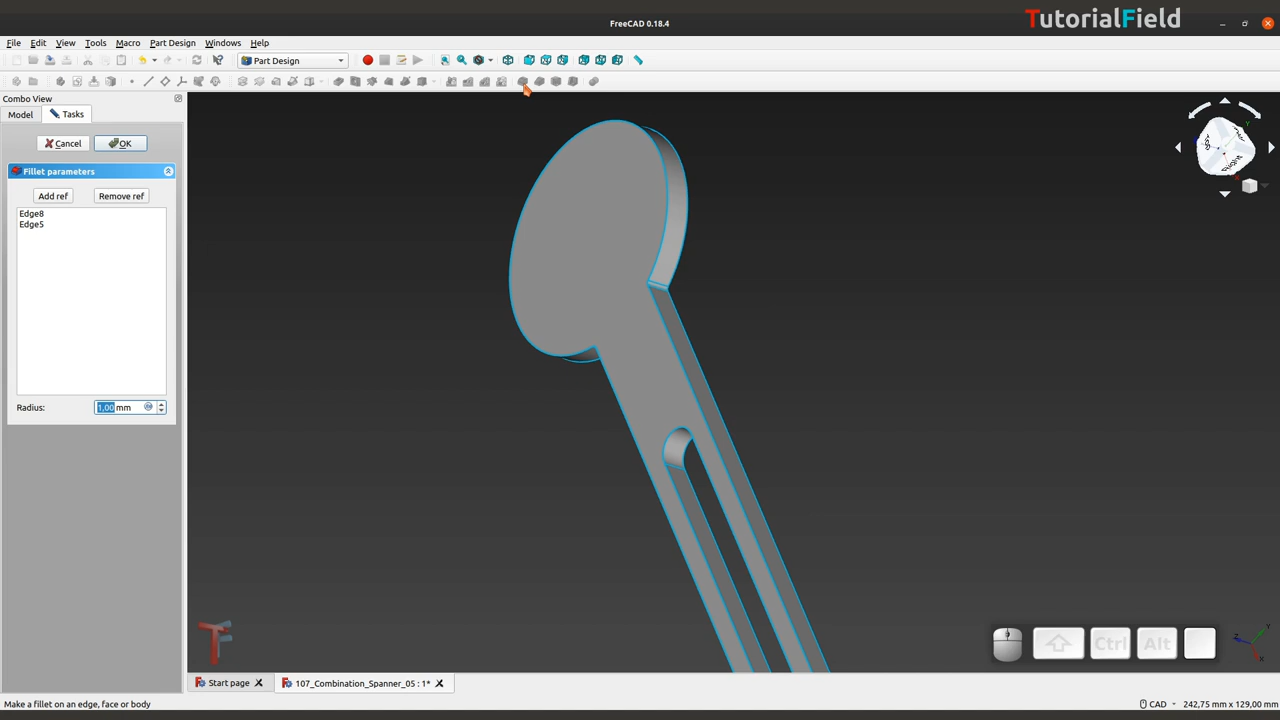 FreeCAD 0.18.4
TutorialField
File Edit View Tools Macro Part Design Windows Help
Part Design
Combo View
Model Tasks
Cancel OK
Fillet parameters
Add ref Remove ref
Edge8
Edge5
Radius: 1,00 mm
Ctrl Alt
Start page 107_Combination_Spanner_05 : 1*
Make a fillet on an edge, face or body CAD 242,75 mm x 129,00 mm